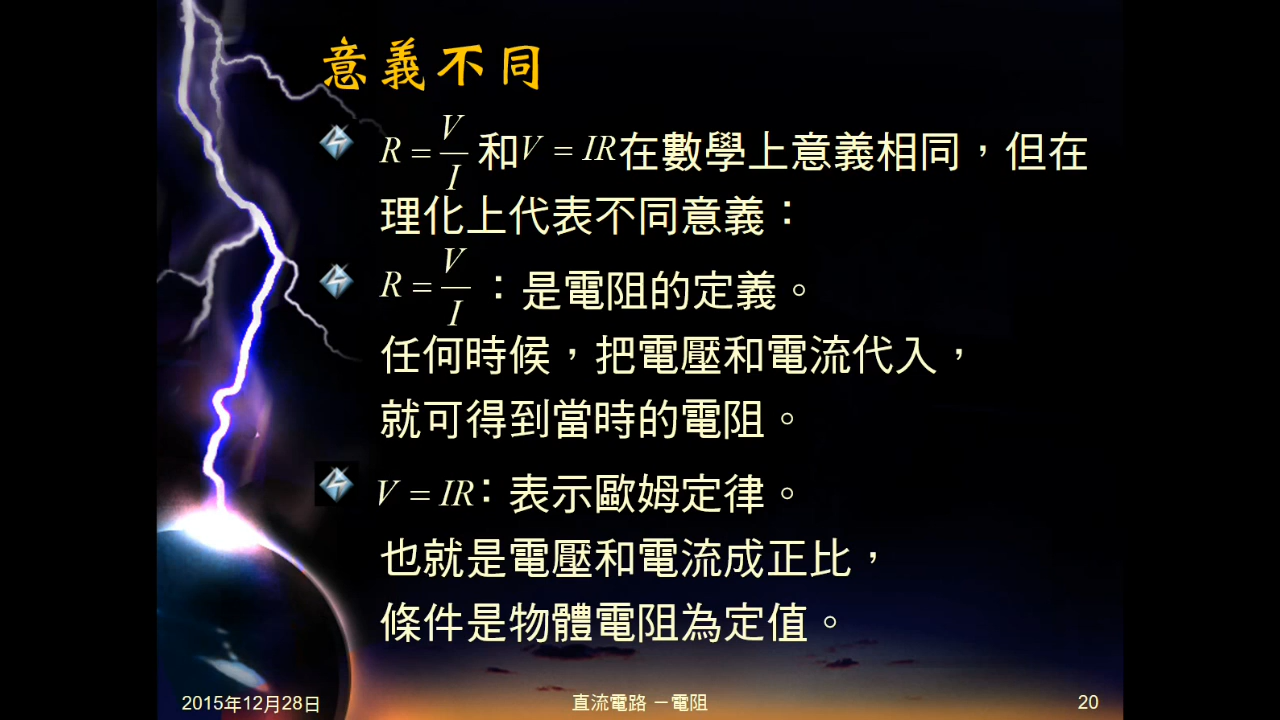 意義不同
R = V/I 和V = IR在數學上意義相同，但在
理化上代表不同意義：
R = V/I ：是電阻的定義。
任何時候，把電壓和電流代入，
就可得到當時的電阻。
V = IR：表示歐姆定律。
也就是電壓和電流成正比，
條件是物體電阻為定值。
2015年12月28日
直流電路 － 電阻
20